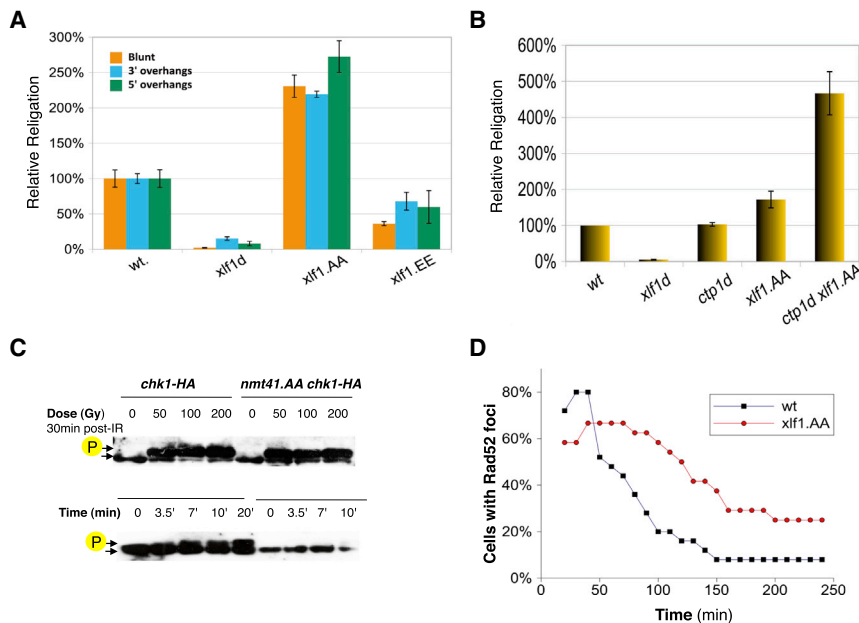 A
Relative Religation
300%
250%
200%
150%
100%
50%
0%
Blunt
3' overhangs
5' overhangs
wt.
xlf1d
xlf1.AA
xlf1.EE
B
Relative Religation
600%
500%
400%
300%
200%
100%
0%
wt
xlf1d
ctp1d
xlf1.AA
ctp1d xlf1.AA
C
chk1-HA nmt41.AA chk1-HA
Dose (Gy) 0 50 100 200 0 50 100 200
30min post-IR
P
Time (min) 0 3.5' 7' 10' 20' 0 3.5' 7' 10'
P
D
Cells with Rad52 foci
80%
60%
40%
20%
0%
wt
xlf1.AA
0 50 100 150 200 250
Time (min)